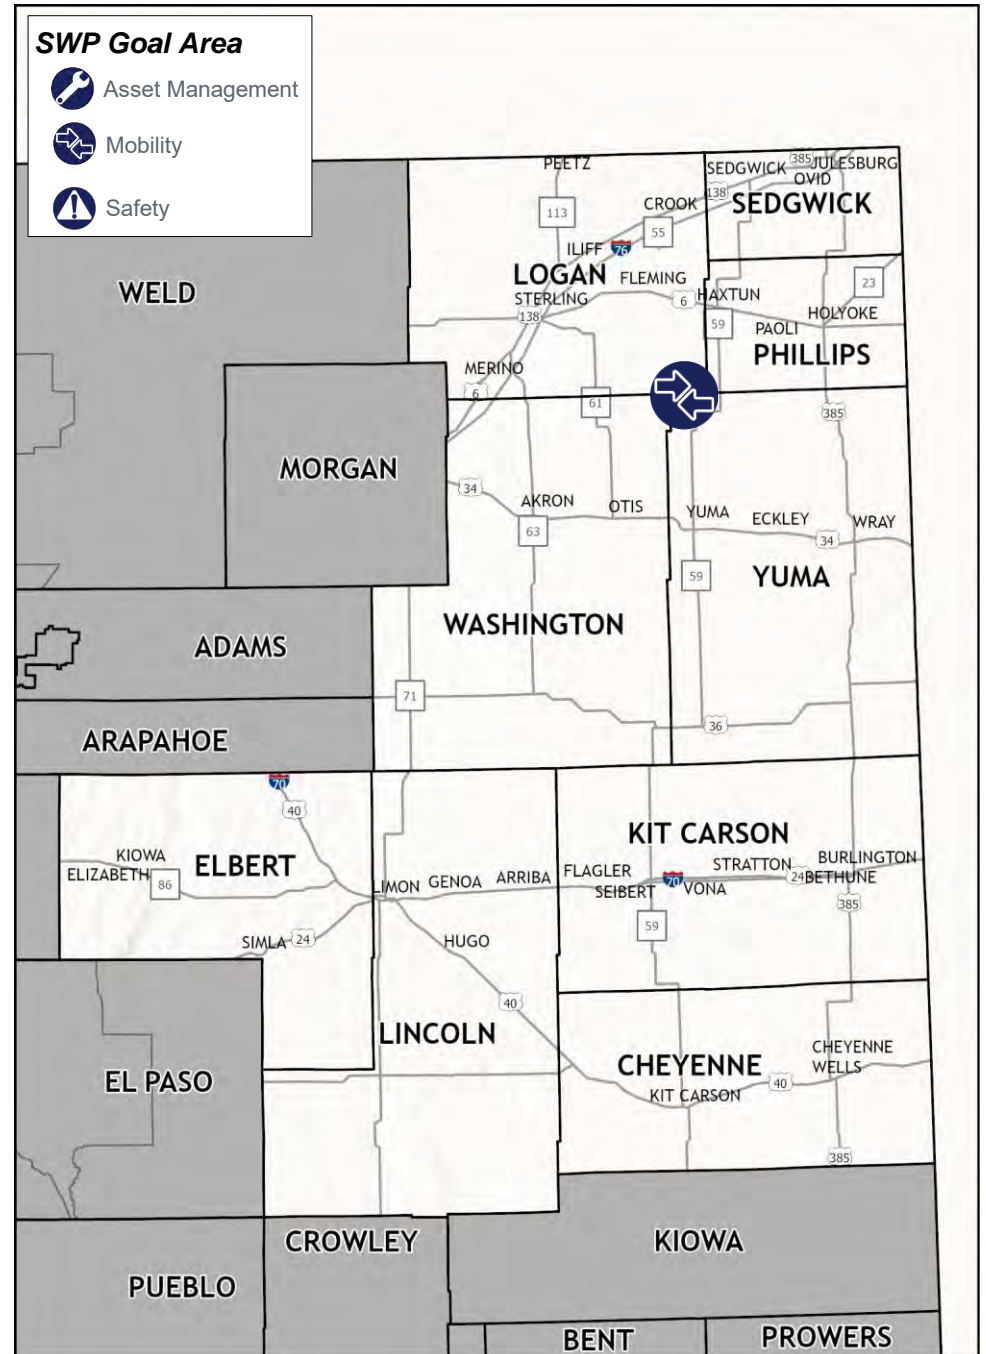 SWP Goal Area
Asset Management
Mobility
Safety
PEETZ
SEDGWICK
385
JULESBURG
OVID
138
CROOK
SEDGWICK
113
55
ILIFF
76
LOGAN
FLEMING
23
WELD
STERLING
6
HAXTUN
138
59
HOLYOKE
PAOLI
PHILLIPS
MERINO
6
61
385
MORGAN
34
AKRON
OTIS
YUMA
ECKLEY
WRAY
63
34
59
YUMA
WASHINGTON
ADAMS
71
36
ARAPAHOE
70
40
KIT CARSON
KIOWA
ELBERT
ELIZABETH
86
LIMON
GENOA
ARRIBA
FLAGLER
SEIBERT
70
VONA
STRATTON
24
BURLINGTON
BETHUNE
385
59
SIMLA
24
HUGO
40
LINCOLN
CHEYENNE
CHEYENNE
WELLS
EL PASO
40
KIT CARSON
385
CROWLEY
KIOWA
PUEBLO
BENT
PROWERS